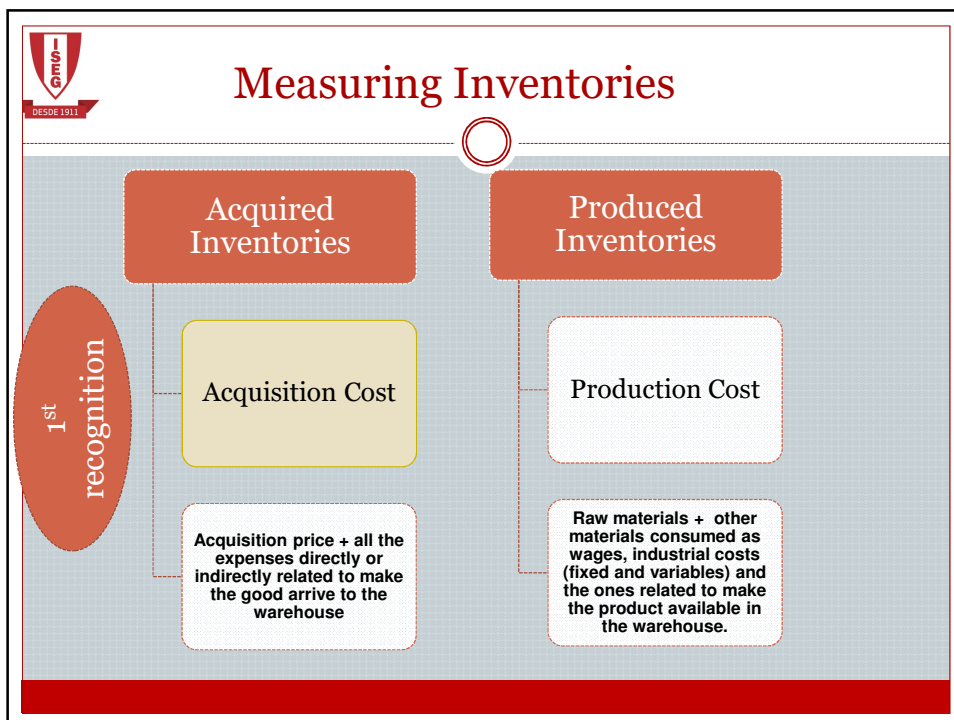 ISEG
DESDE 1911
Measuring Inventories
Acquired
Inventories
Produced
Inventories
1st
recognition
Acquisition Cost
Production Cost
Acquisition price + all the
expenses directly or
indirectly related to make
the good arrive to the
warehouse
Raw materials + other
materials consumed as
wages, industrial costs
(fixed and variables) and
the ones related to make
the product available in
the warehouse.